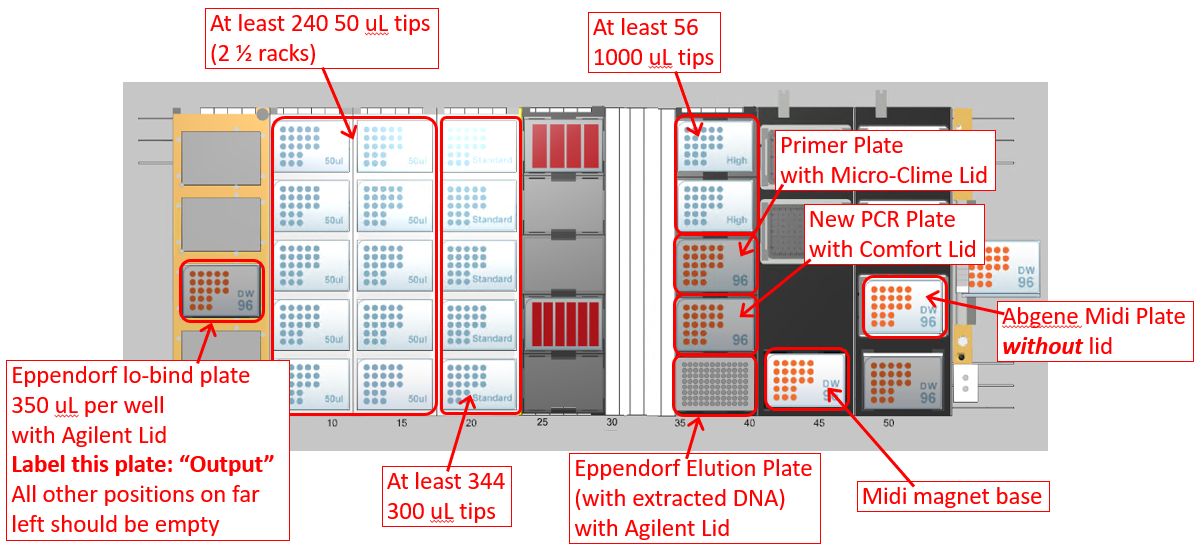 At least 240 50 uL tips
(2 ½ racks)
At least 56
1000 uL tips
Primer Plate
with Micro-Clime Lid
New PCR Plate
with Comfort Lid
Abgene Midi Plate
without lid
Eppendorf lo-bind plate
350 uL per well
with Agilent Lid
Label this plate: “Output”
All other positions on far
left should be empty
At least 344
300 uL tips
Eppendorf Elution Plate
(with extracted DNA)
with Agilent Lid
Midi magnet base
50ul
50ul
Standard
High
50ul
50ul
Standard
High
50ul
50ul
Standard
96
DW
96
DW
96
50ul
50ul
Standard
96
DW
96
50ul
50ul
Standard
DW
96
DW
96
10
15
20
25
30
35
40
45
50